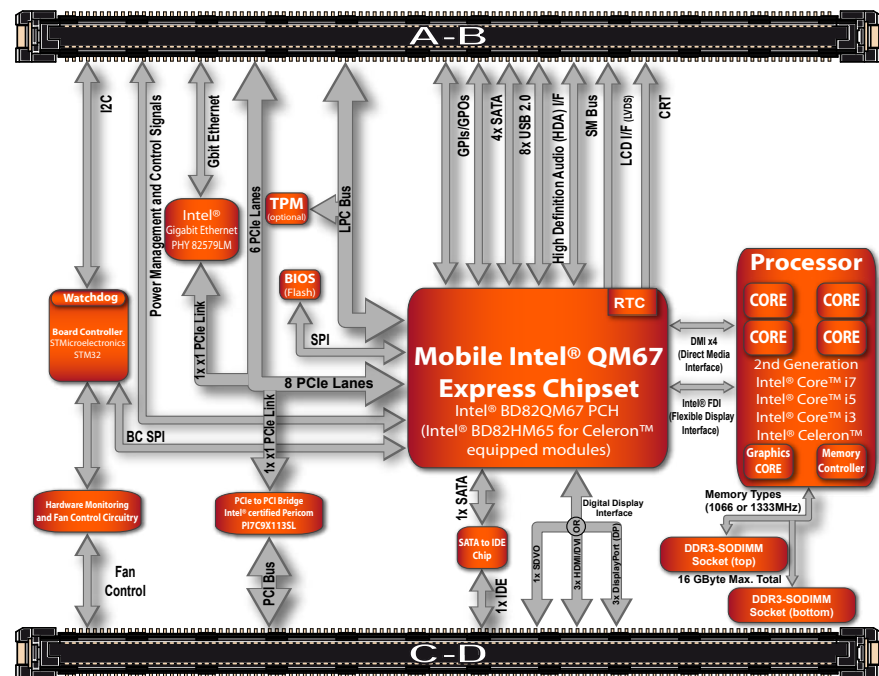 A-B
I2C
Power Management and Control Signals
Gbit Ethernet
6 PCIe Lanes
LPC Bus
GPIs/GPOs
4x SATA
8x USB 2.0
High Definition Audio (HDA) I/F
SM Bus
LCD I/F (LVDS)
CRT
Intel®
Gigabit Ethernet
PHY 82579LM
TPM
(optional)
BIOS
(Flash)
SPI
Watchdog
Board Controller
STMicroelectronics
STM32
1x x1 PCIe Link
8 PCIe Lanes
1x x1 PCIe Link
BC SPI
RTC
Mobile Intel® QM67
Express Chipset
Intel® BD82QM67 PCH
(Intel® BD82HM65 for Celeron™
equipped modules)
DMI x4
(Direct Media
Interface)
Intel® FDI
(Flexible Display
Interface)
Processor
CORE
CORE
CORE
CORE
2nd Generation
Intel® Core™ i7
Intel® Core™ i5
Intel® Core™ i3
Intel® Celeron™
Graphics
CORE
Memory
Controller
Memory Types
(1066 or 1333MHz)
DDR3-SODIMM
Socket (top)
16 GByte Max. Total
DDR3-SODIMM
Socket (bottom)
Hardware Monitoring
and Fan Control Circuitry
Fan
Control
PCIe to PCI Bridge
Intel® certified Pericom
PI7C9X113SL
PCI Bus
1x SATA
SATA to IDE
Chip
1x IDE
Digital Display
Interface
OR
1x SDVO
3x HDMI/DVI
3x DisplayPort (DP)
C-D